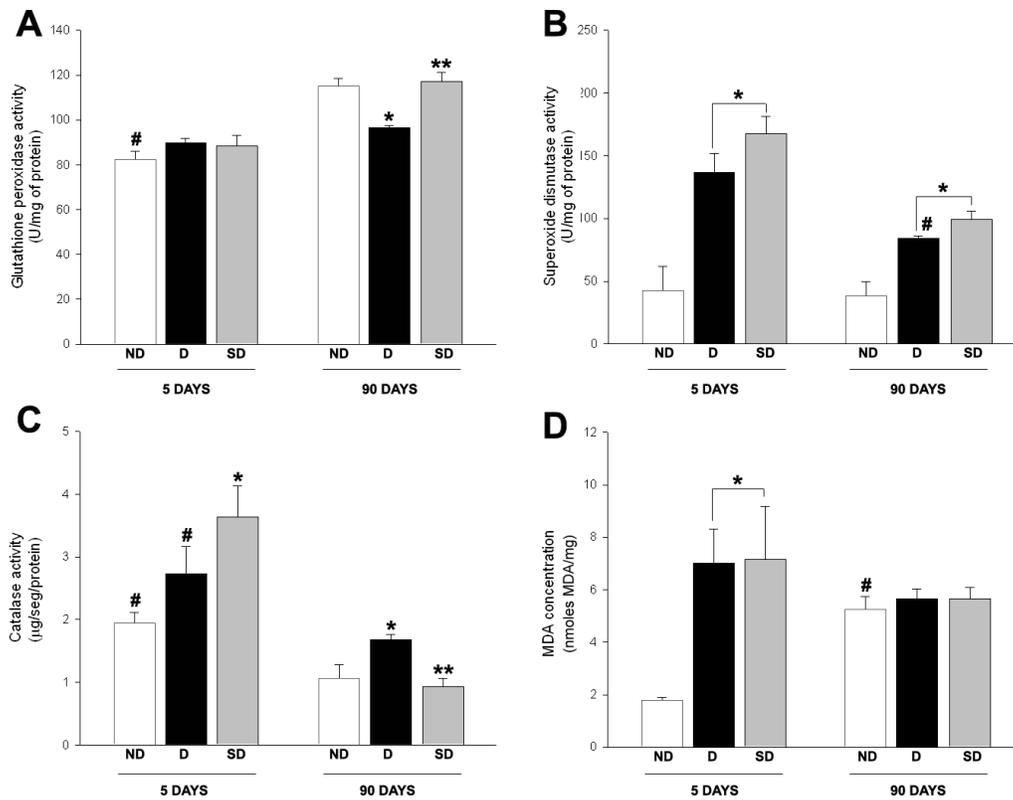 A
Glutathione peroxidase activity
(U/mg of protein)
140
120
100
80
60
40
20
0
#
*
**
ND D SD ND D SD
5 DAYS 90 DAYS
B
Superoxide dismutase activity
(U/mg of protein)
250
200
150
100
50
0
*
#
*
ND D SD ND D SD
5 DAYS 90 DAYS
C
Catalase activity
(µg/seg/protein)
5
4
3
2
1
0
#
#
*
*
**
ND D SD ND D SD
5 DAYS 90 DAYS
D
MDA concentration
(nmoles MDA/mg)
12
10
8
6
4
2
0
*
#
ND D SD ND D SD
5 DAYS 90 DAYS